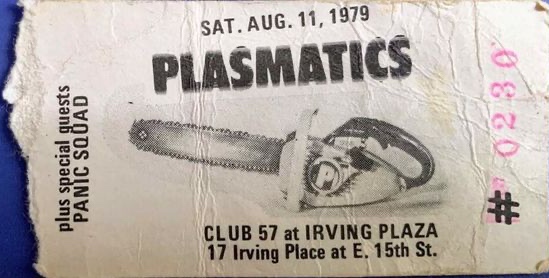 SAT. AUG. 11, 1979
PLASMATICS
plus special guests
PANIC SQUAD
P
CLUB 57 at IRVING PLAZA
17 Irving Place at E. 15th St.
# 0230